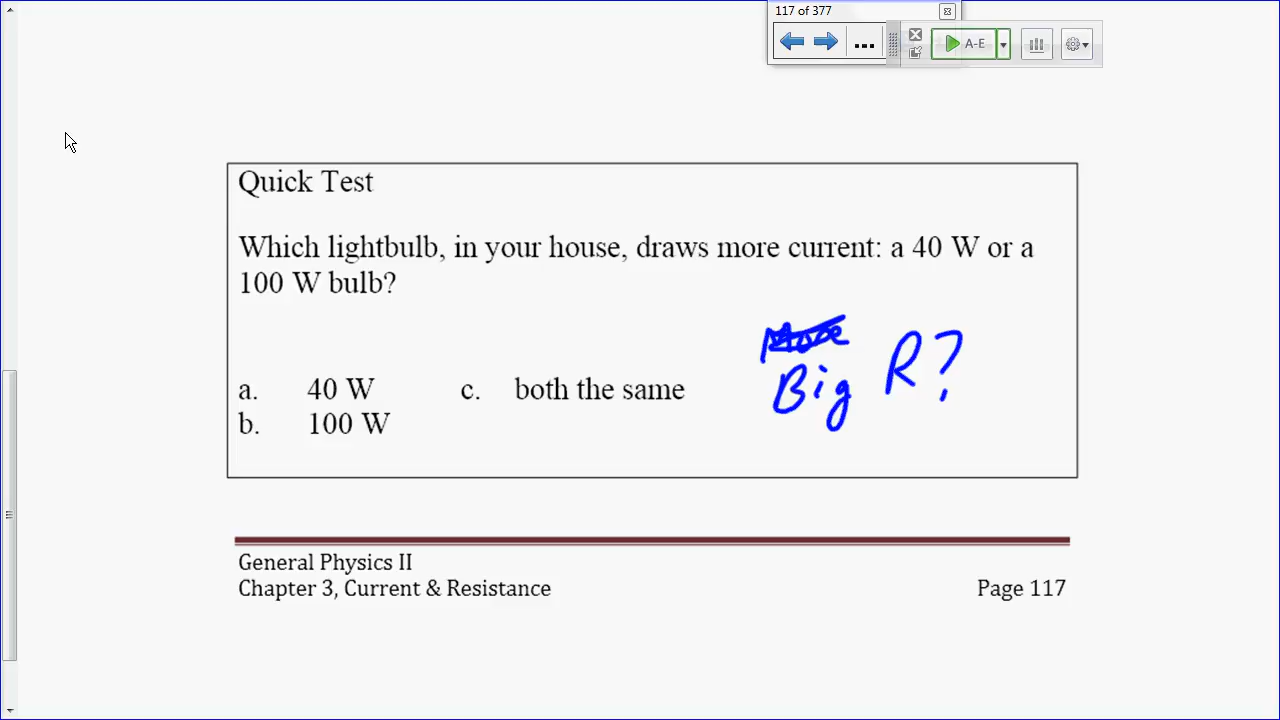 117 of 377
... A-E
Quick Test
Which lightbulb, in your house, draws more current: a 40 W or a
100 W bulb?
Big R?
a. 40 W c. both the same
b. 100 W
General Physics II
Chapter 3, Current & Resistance Page 117